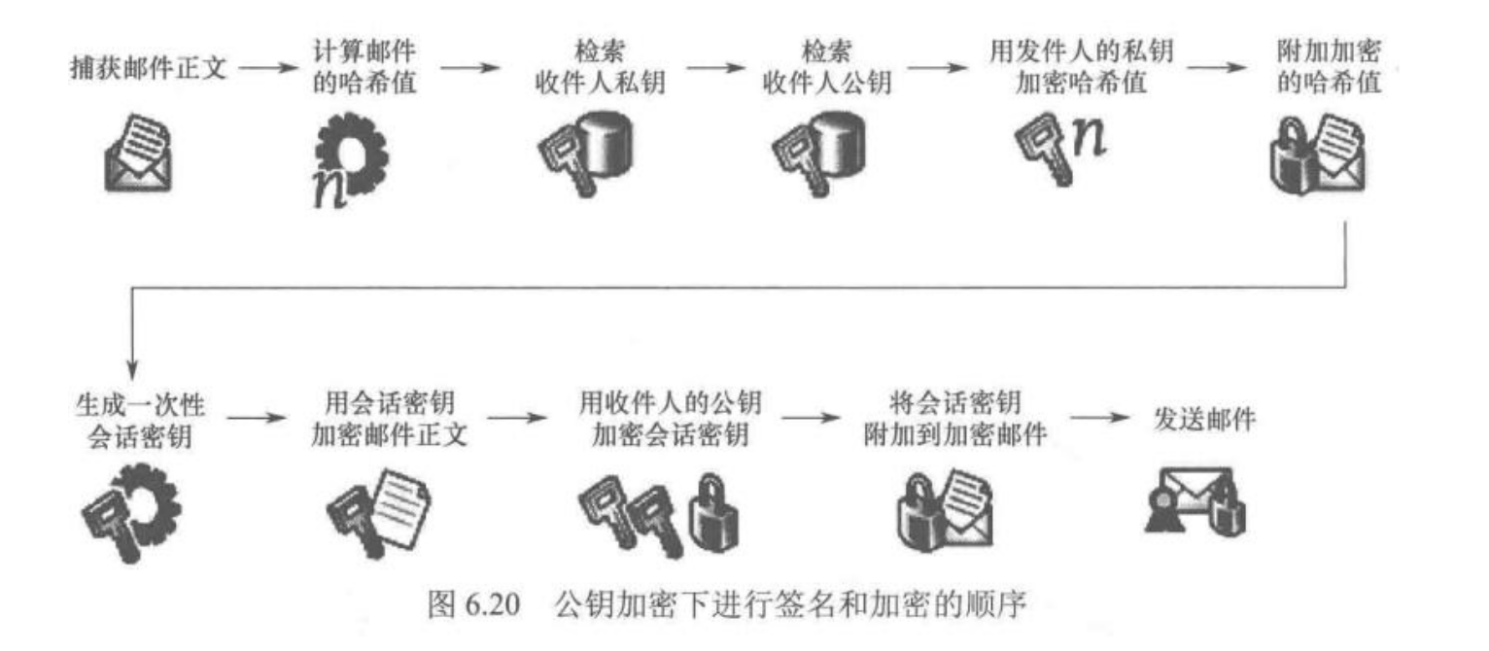 捕获邮件正文
计算邮件
的哈希值
检索
收件人私钥
检索
收件人公钥
用发件人的私钥
加密哈希值
附加加密
的哈希值
n
n
生成一次性
会话密钥
用会话密钥
加密邮件正文
用收件人的公钥
加密会话密钥
将会话密钥
附加到加密邮件
发送邮件
图 6.20 公钥加密下进行签名和加密的顺序